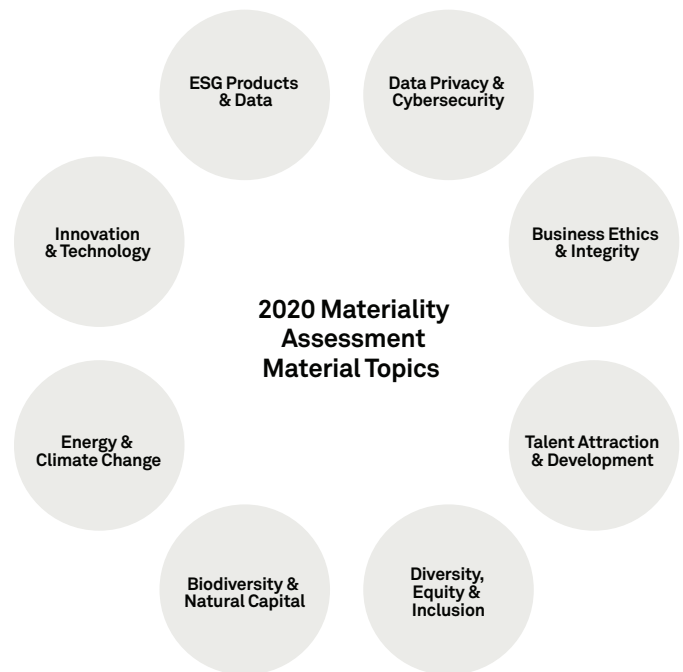 ESG Products
& Data
Data Privacy &
Cybersecurity
Innovation
& Technology
Business Ethics
& Integrity
2020 Materiality
Assessment
Material Topics
Energy &
Climate Change
Talent Attraction
& Development
Biodiversity &
Natural Capital
Diversity,
Equity &
Inclusion